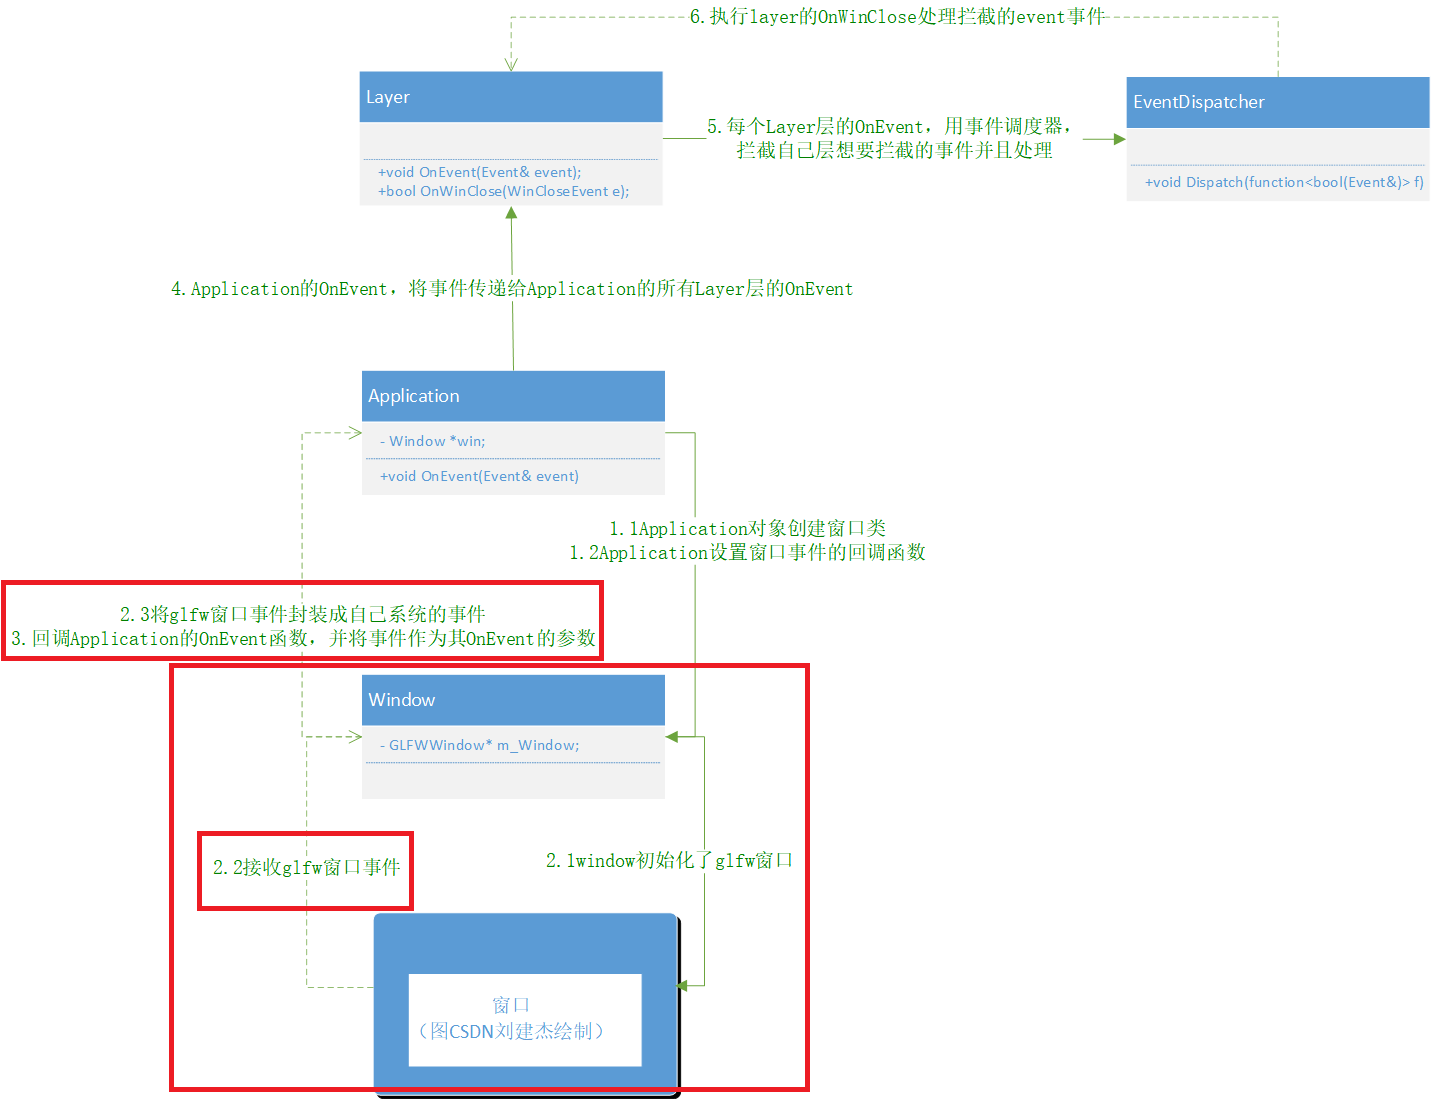 6.执行layer的OnWinClose处理拦截的event事件
Layer
+void OnEvent(Event& event);
+bool OnWinClose(WinCloseEvent e);
5.每个Layer层的OnEvent，用事件调度器，
拦截自己层想要拦截的事件并且处理
EventDispatcher
+void Dispatch(function<bool(Event&)> f)
4.Application的OnEvent，将事件传递给Application的所有Layer层的OnEvent
Application
- Window *win;
+void OnEvent(Event& event)
1.1Application对象创建窗口类
1.2Application设置窗口事件的回调函数
2.3将glfw窗口事件封装成自己系统的事件
3.回调Application的OnEvent函数，并将事件作为其OnEvent的参数
Window
- GLFWWindow* m_Window;
2.2接收glfw窗口事件
2.1window初始化了glfw窗口
窗口
（图CSDN刘建杰绘制）